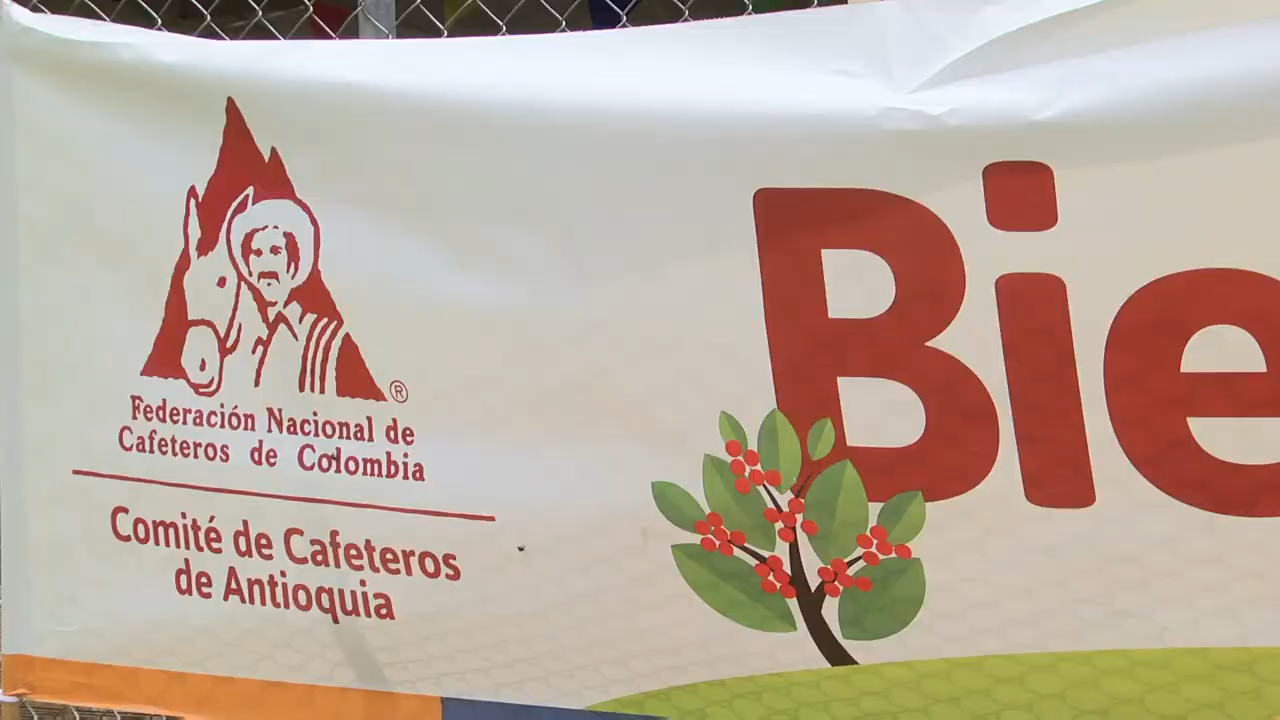 Federación Nacional de
Cafeteros de Colombia
®
Comité de Cafeteros
de Antioquia
Bie